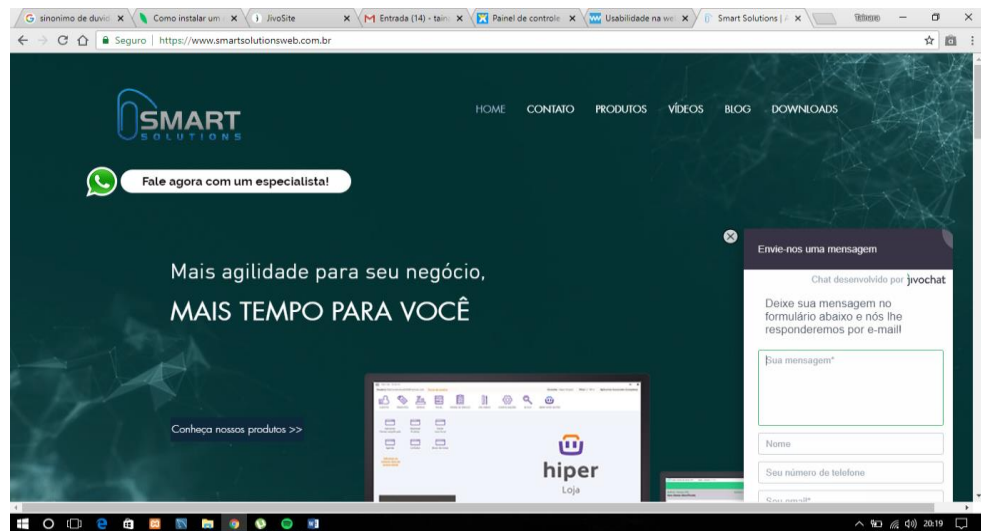 sinonimo de duvid
Como instalar um
JivoSite
Entrada (14) - tain
Painel de controle
Usabilidade na we
Smart Solutions |
Seguro | https://www.smartsolutionsweb.com.br
SMART
SOLUTIONS
HOME CONTATO PRODUTOS VÍDEOS BLOG DOWNLOADS
Fale agora com um especialista!
Mais agilidade para seu negócio,
MAIS TEMPO PARA VOCÊ
Conheça nossos produtos >>
hiper
Loja
Envie-nos uma mensagem
Chat desenvolvido por jivochat
Deixe sua mensagem no
formulário abaixo e nós lhe
responderemos por e-mail!
Sua mensagem*
Nome
Seu número de telefone
Seu email*
20:19